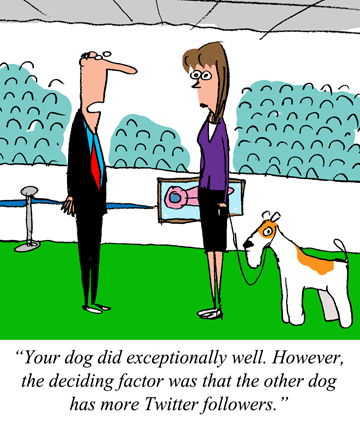 “Your dog did exceptionally well. However,
the deciding factor was that the other dog
has more Twitter followers.”